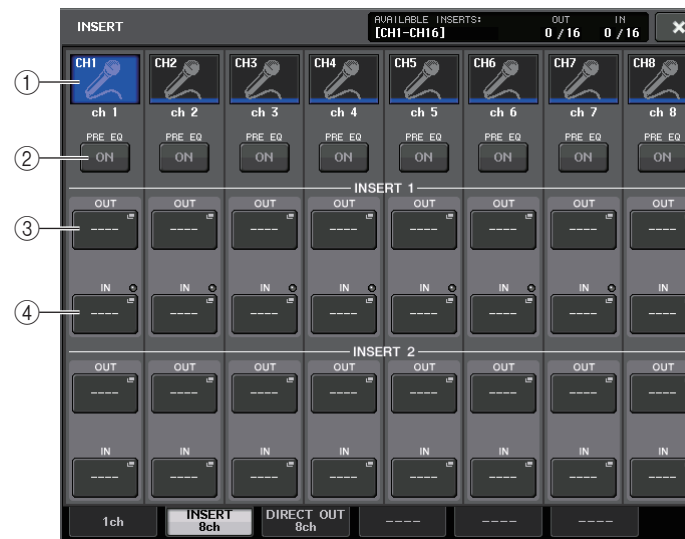 INSERT
AVAILABLE INSERTS: OUT IN
[CH1-CH16] 0 /16 0 /16
CH1 CH2 CH3 CH4 CH5 CH6 CH7 CH8
①
ch 1 ch 2 ch 3 ch 4 ch 5 ch 6 ch 7 ch 8
PRE EQ PRE EQ PRE EQ PRE EQ PRE EQ PRE EQ PRE EQ PRE EQ
② ON ON ON ON ON ON ON ON
INSERT 1
OUT OUT OUT OUT OUT OUT OUT OUT
③ ---- ---- ---- ---- ---- ---- ---- ----
IN IN IN IN IN IN IN IN
④ ---- ---- ---- ---- ---- ---- ---- ----
INSERT 2
OUT OUT OUT OUT OUT OUT OUT OUT
---- ---- ---- ---- ---- ---- ---- ----
IN IN IN IN IN IN IN IN
---- ---- ---- ---- ---- ---- ---- ----
1ch INSERT DIRECT OUT ---- ---- ----
8ch 8ch